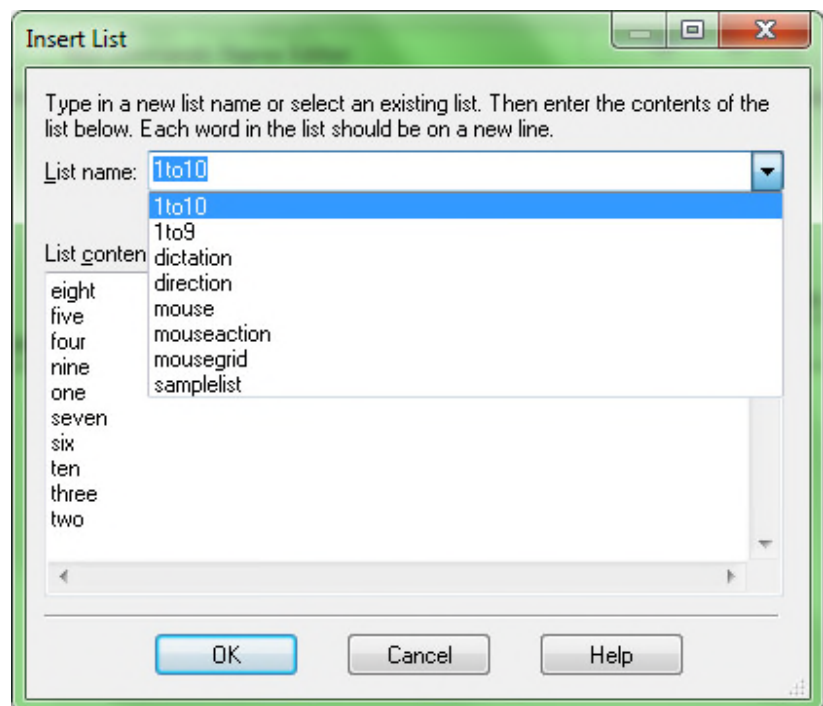 Insert List
Type in a new list name or select an existing list. Then enter the contents of the
list below. Each word in the list should be on a new line.
List name: 1to10
1to10
1to9
dictation
direction
mouse
mouseaction
mousegrid
samplelist
List conten
eight
five
four
nine
one
seven
six
ten
three
two
OK Cancel Help